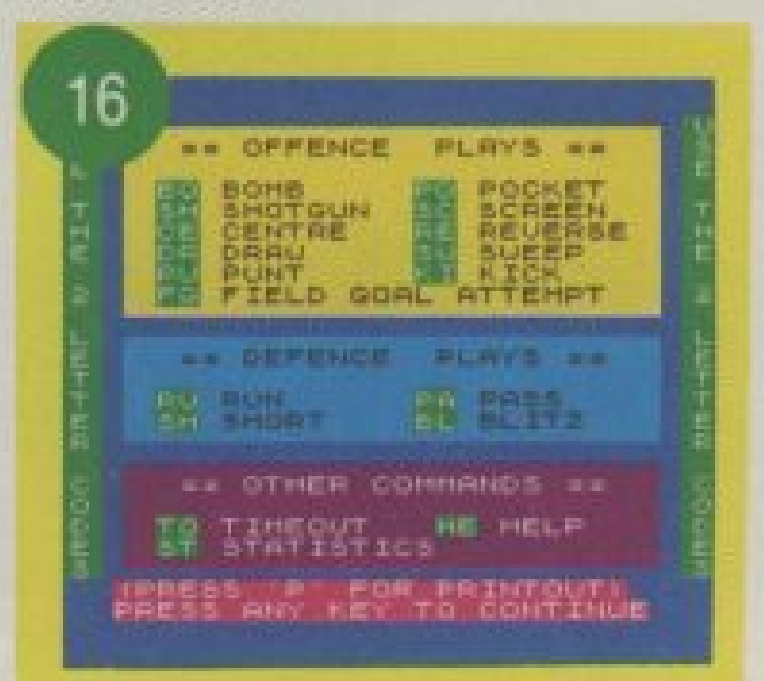 16
== OFFENCE PLAYS ==
BOMB POCKET
SHOTGUN SCREEN
CENTRE REVERSE
DRAW SWEEP
PUNT KICK
FIELD GOAL ATTEMPT
== DEFENCE PLAYS ==
RU RUN PA PASS
SH SHORT BL BLITZ
== OTHER COMMANDS ==
TO TIMEOUT HE HELP
ST STATISTICS
(PRESS 'P' FOR PRINTOUT)
PRESS ANY KEY TO CONTINUE
THE 2 LETTER CODES
USE THE 2 LETTER CODES